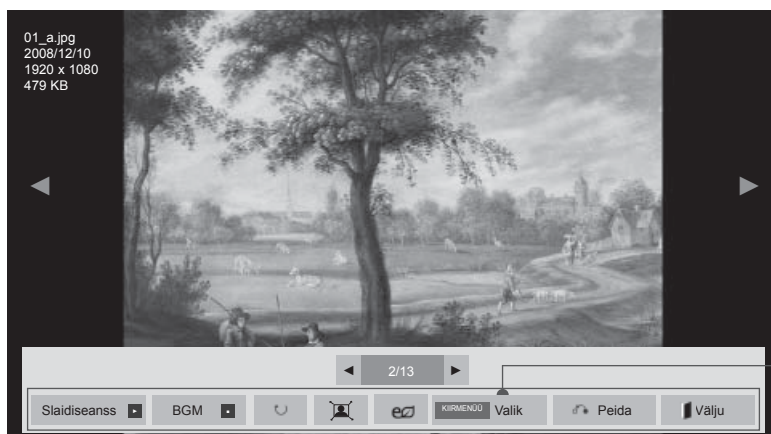 01_a.jpg
2008/12/10
1920 x 1080
479 KB
2/13
Slaidiseanss BGM KIIRMENÜÜ Valik Peida Välju